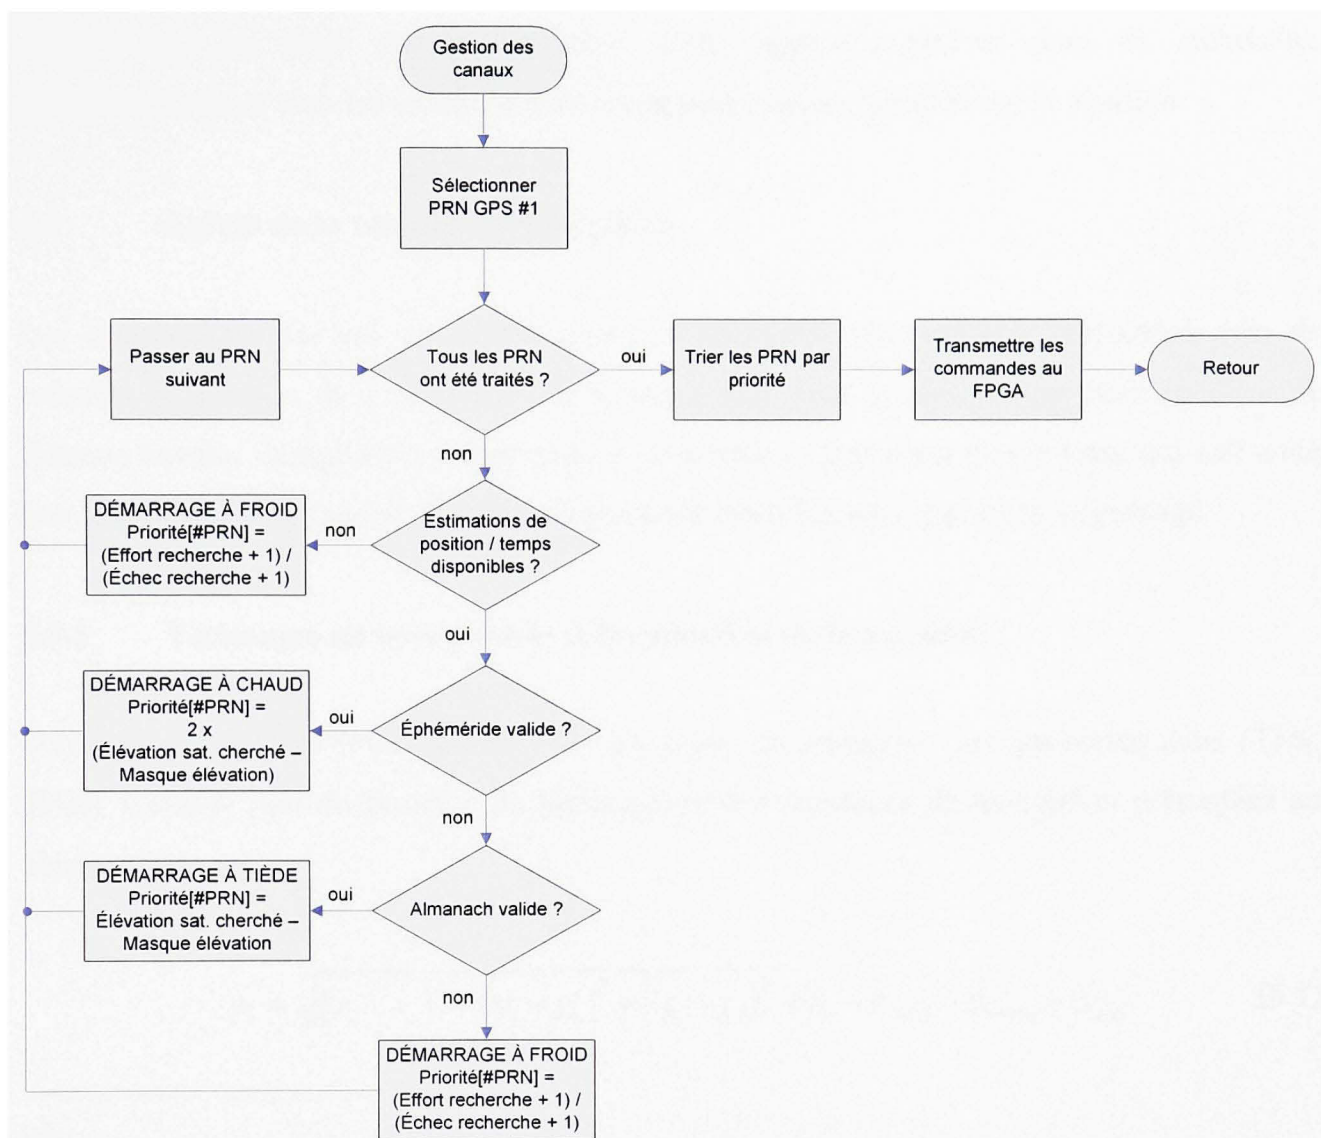 Gestion des
canaux
Sélectionner
PRN GPS #1
Passer au PRN
suivant
Tous les PRN
ont été traités ?
oui
Trier les PRN par
priorité
Transmettre les
commandes au
FPGA
Retour
non
DÉMARRAGE À FROID
Priorité[#PRN] =
(Effort recherche + 1) /
(Échec recherche + 1)
non
Estimations de
position / temps
disponibles ?
oui
DÉMARRAGE À CHAUD
Priorité[#PRN] =
2 x
(Élévation sat. cherché –
Masque élévation)
oui
Éphéméride valide ?
non
DÉMARRAGE À TIÈDE
Priorité[#PRN] =
Élévation sat. cherché –
Masque élévation
oui
Almanach valide ?
non
DÉMARRAGE À FROID
Priorité[#PRN] =
(Effort recherche + 1) /
(Échec recherche + 1)